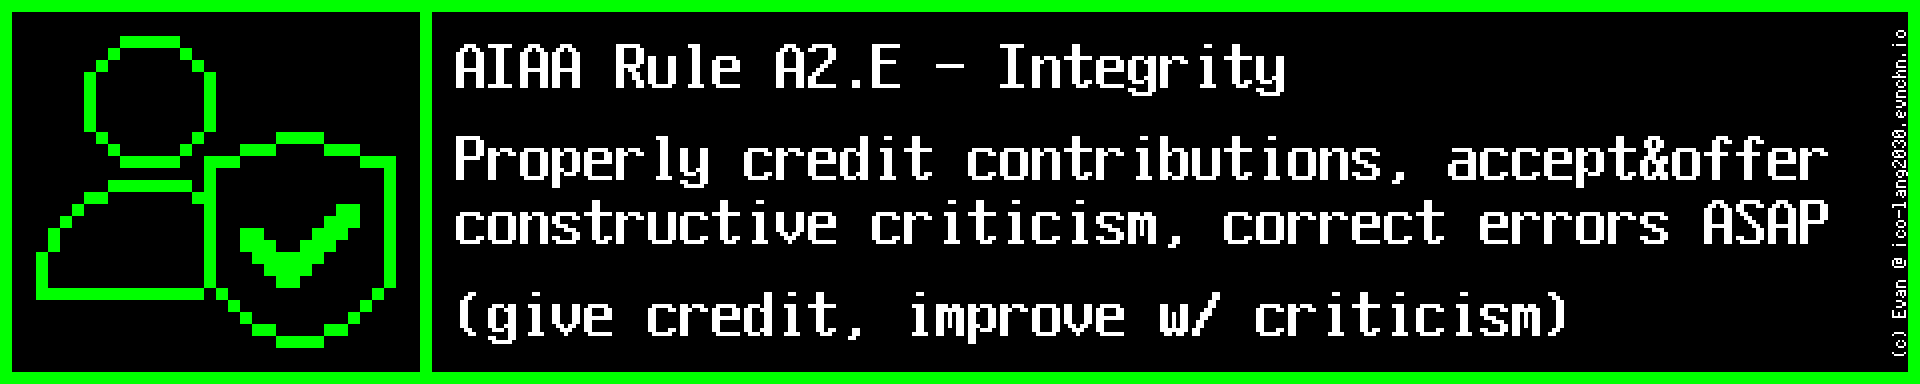 AIAA Rule A2.E - Integrity
Properly credit contributions, accept&offer
constructive criticism, correct errors ASAP
(give credit, improve w/ criticism)
(c) Evan @ ico-lang2030.evnchn.io